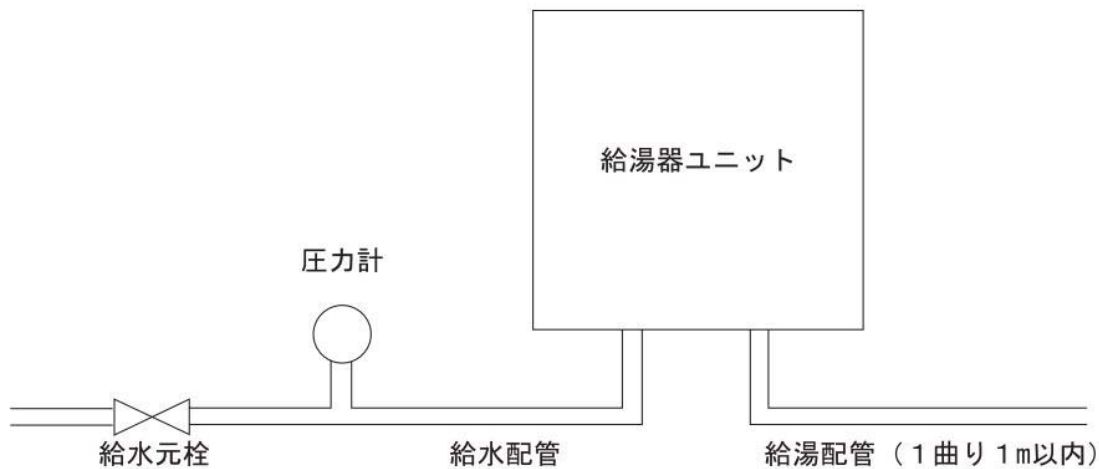 給湯器ユニット
圧力計
給水元栓
給水配管
給湯配管（１曲り１m以内）